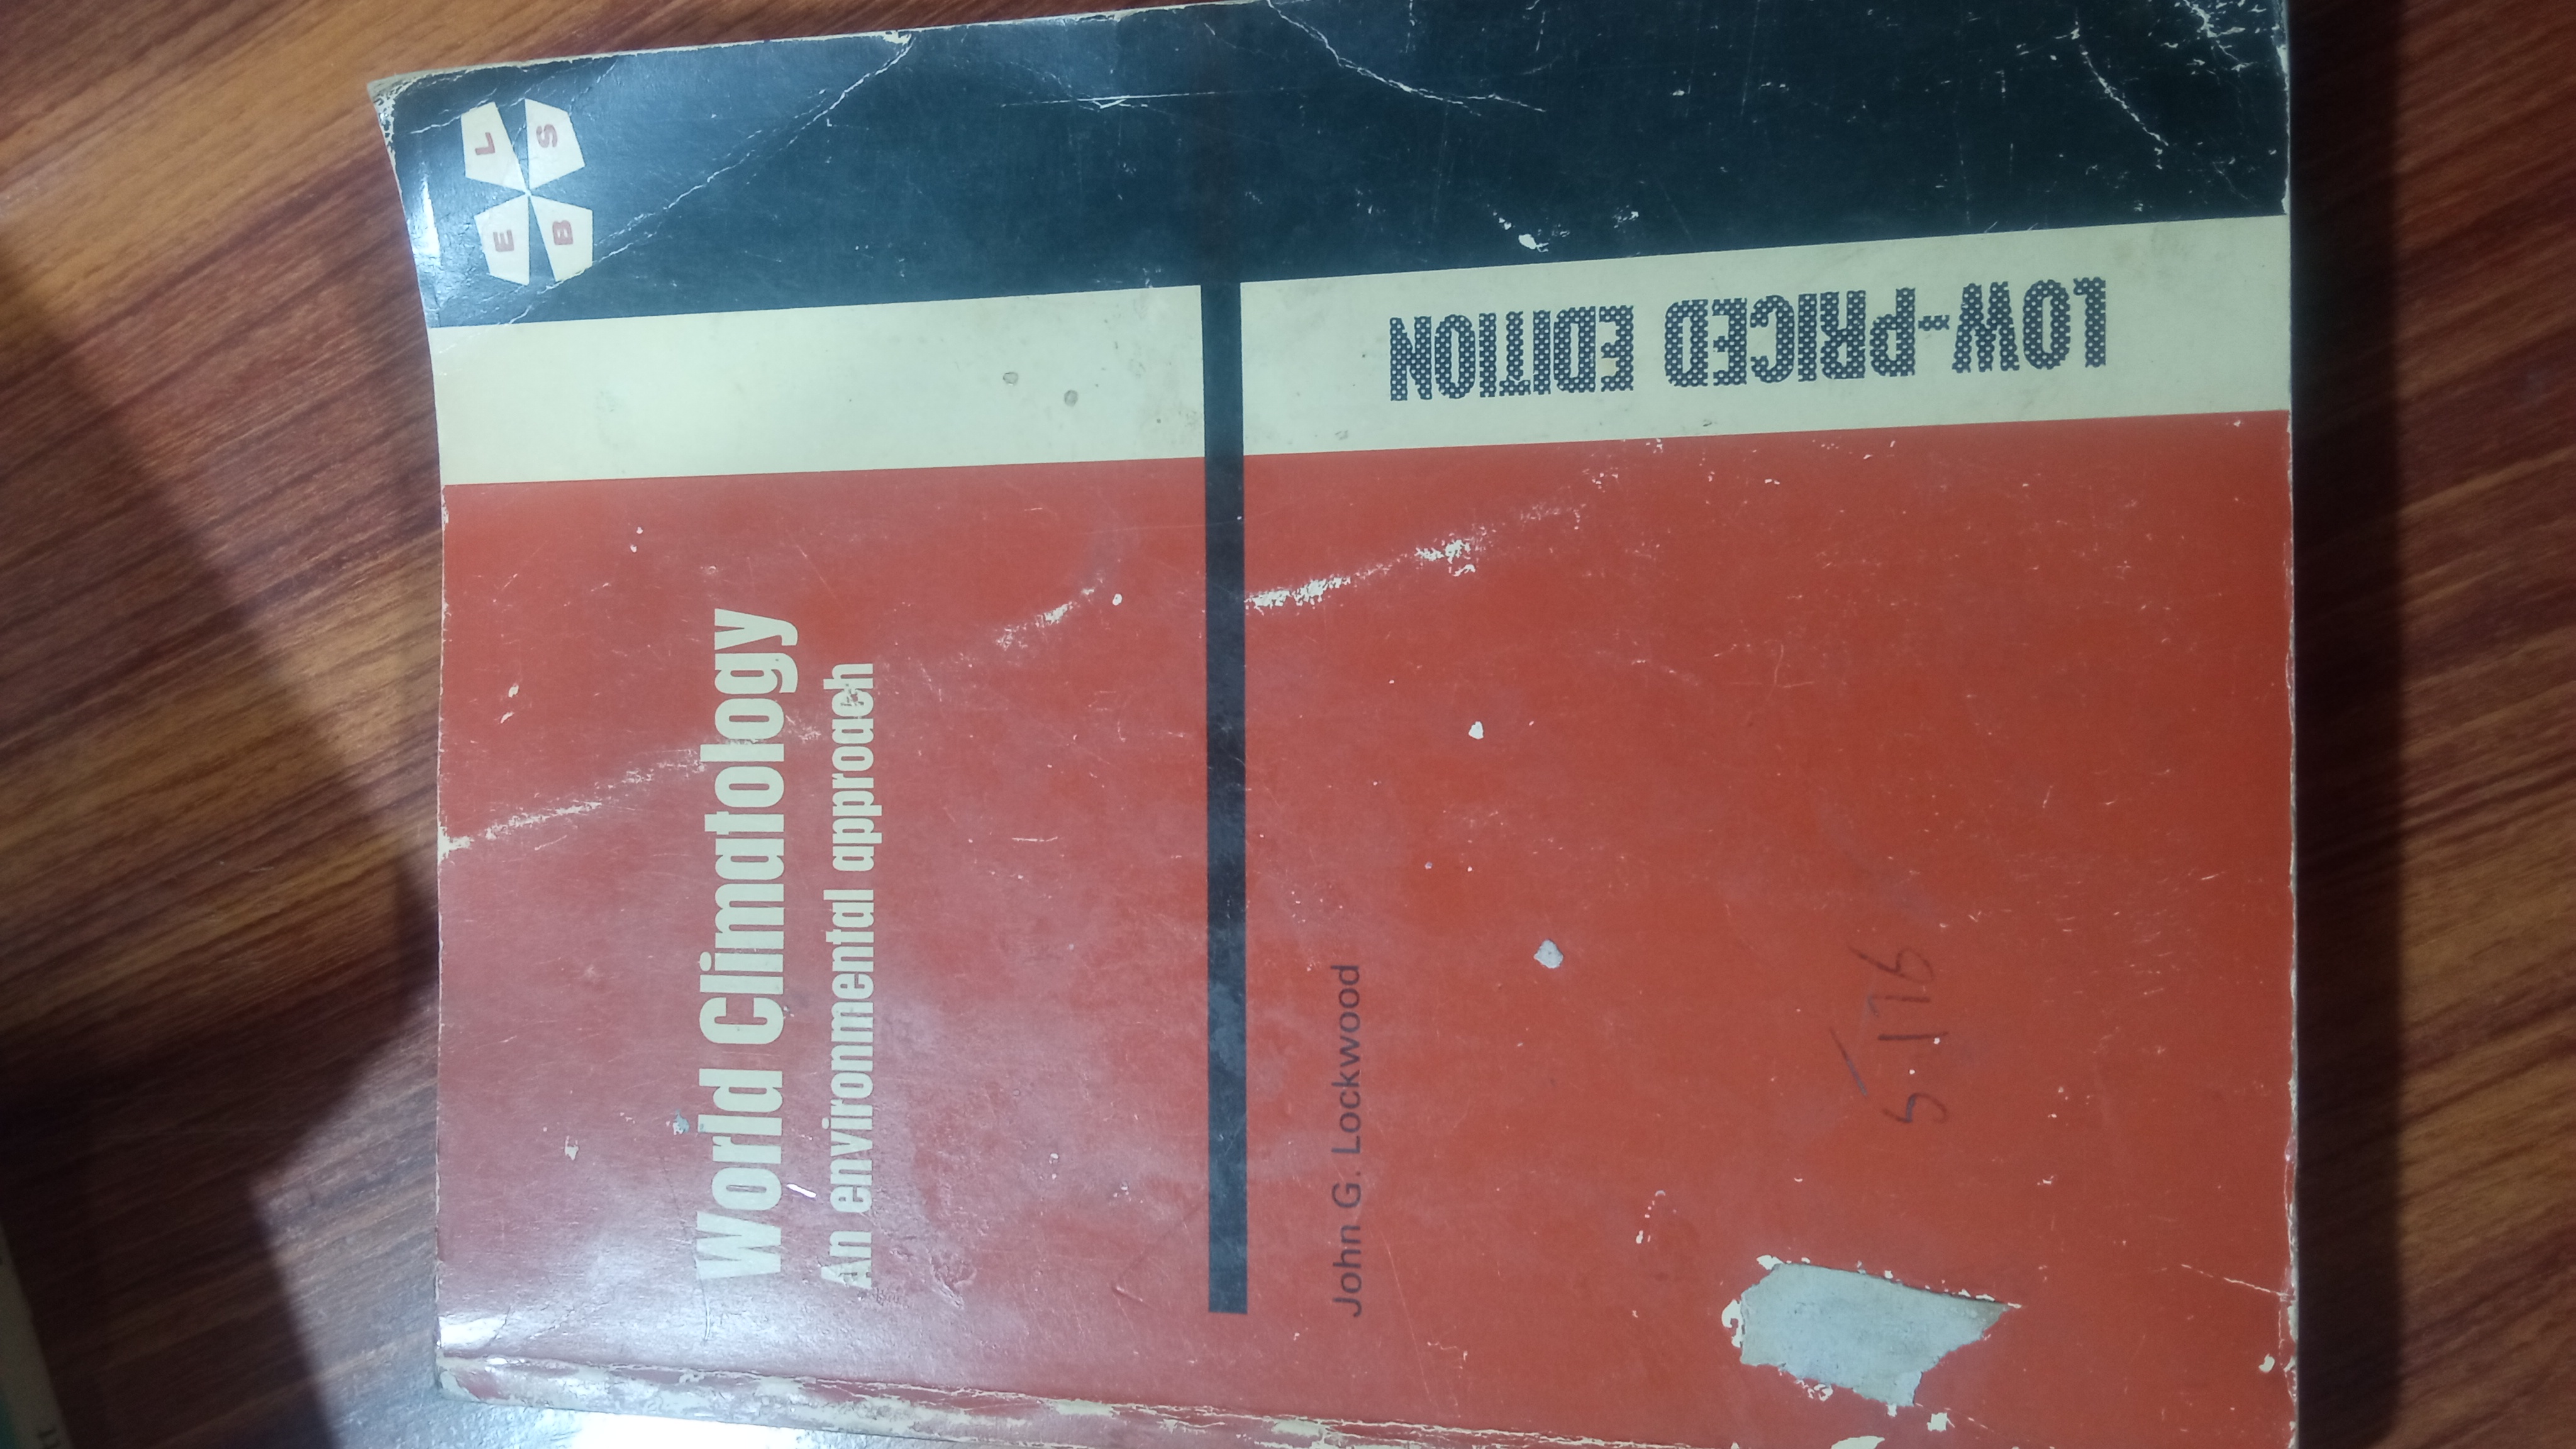 E L
B S
World Climatology
An environmental approach
LOW-PRICED EDITION
John G. Lockwood